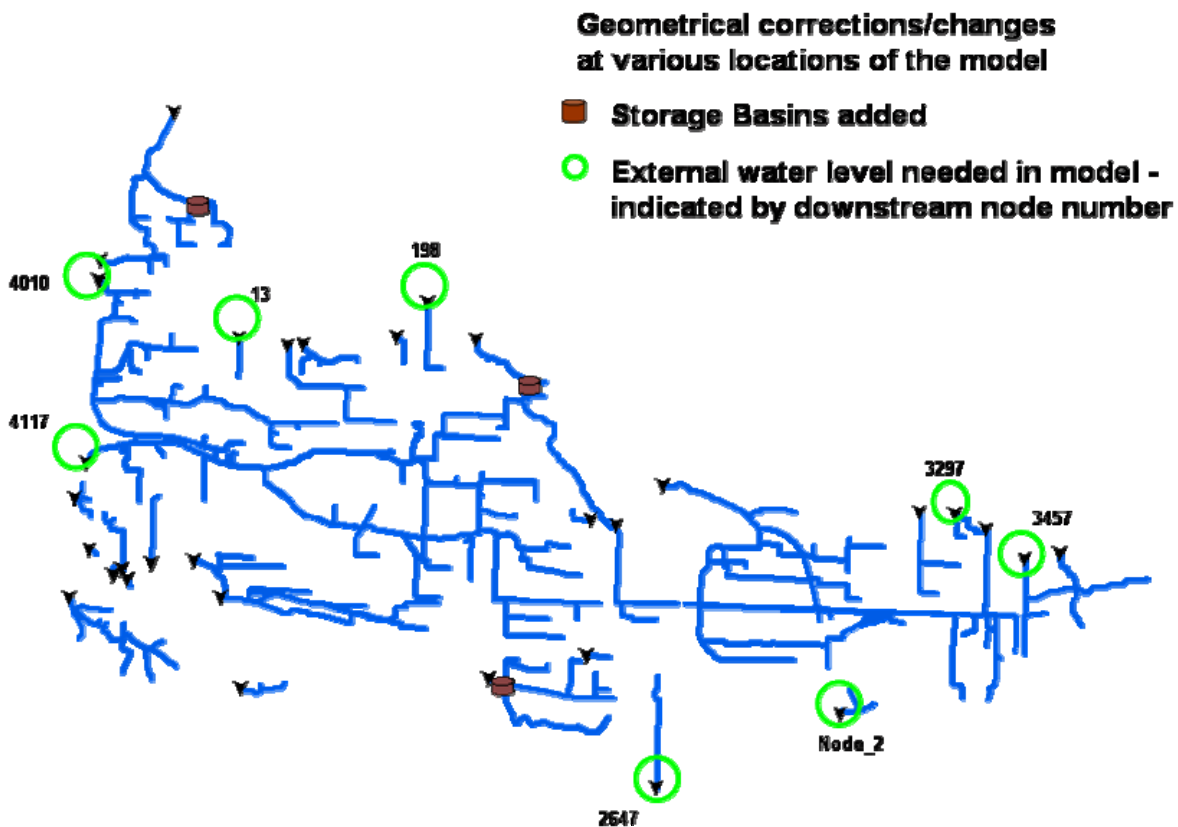 Geometrical corrections/changes
at various locations of the model
Storage Basins added
External water level needed in model -
indicated by downstream node number
198
4010
13
4117
3297
3457
Node_2
2647